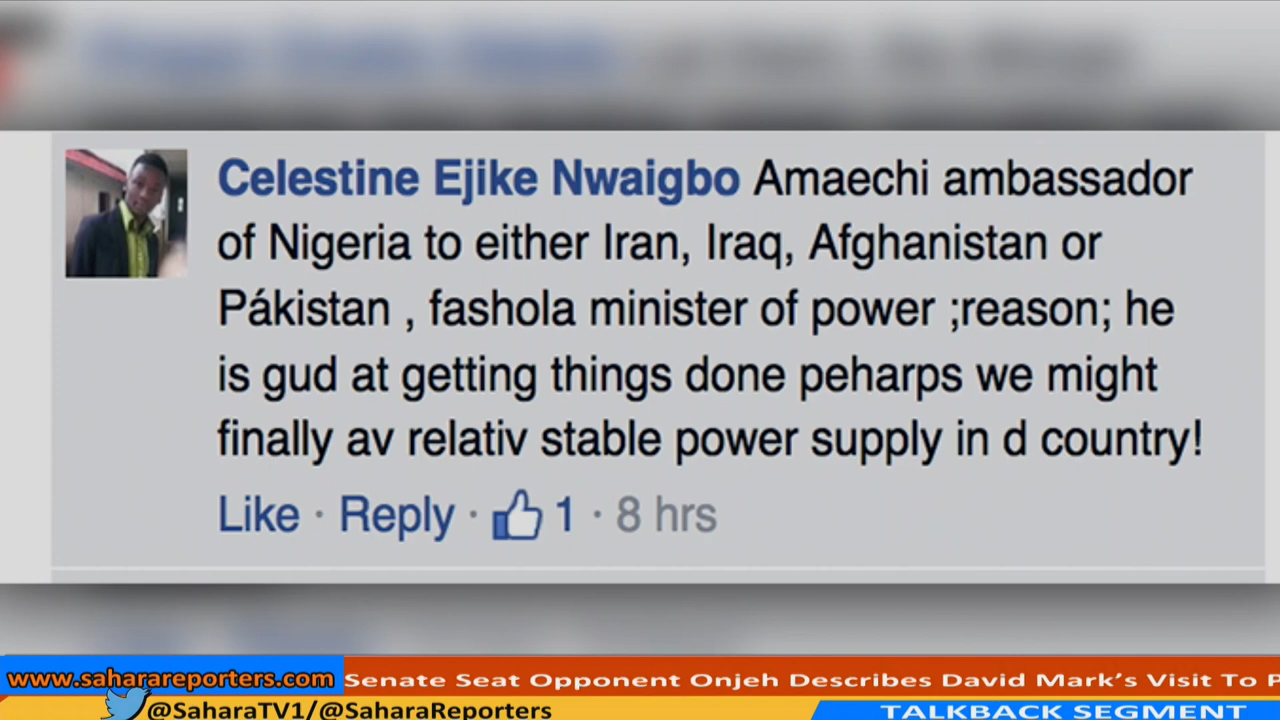 Celestine Ejike Nwaigbo Amaechi ambassador
of Nigeria to either Iran, Iraq, Afghanistan or
Pákistan , fashola minister of power ;reason; he
is gud at getting things done peharps we might
finally av relativ stable power supply in d country!
Like · Reply · 1 · 8 hrs
www.saharareporters.com Senate Seat Opponent Onjeh Describes David Mark's Visit To
@SaharaTV1/@SaharaReporters TALKBACK SEGMENT